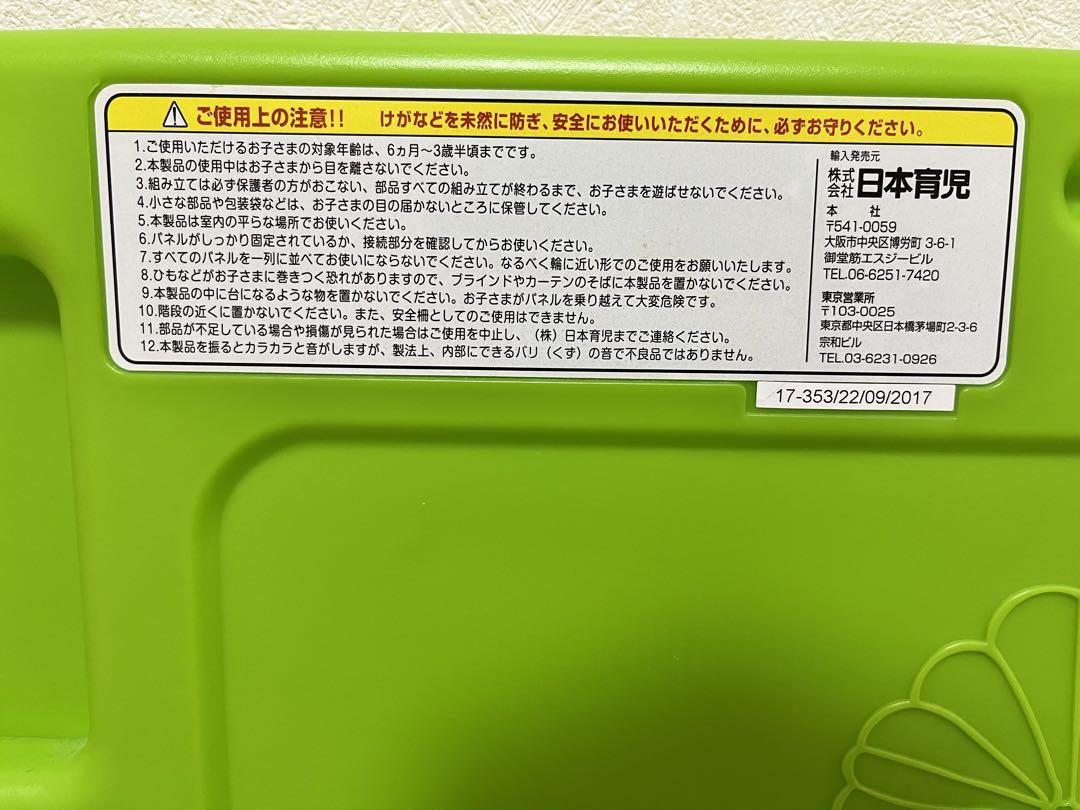 ご使用上の注意!! けがなどを未然に防ぎ、安全にお使いいただくために、必ずお守りください。
1.ご使用いただけるお子さまの対象年齢は、6ヵ月〜3歳半頃までです。
2.本製品の使用中はお子さまから目を離さないでください。
3.組み立ては必ず保護者の方がおこない、部品すべての組み立てが終わるまで、お子さまを遊ばせないでください。
4.小さな部品や包装袋などは、お子さまの目の届かないところに保管してください。
5.本製品は室内の平らな場所でお使いください。
6.パネルがしっかり固定されているか、接続部分を確認してからお使いください。
7.すべてのパネルを一列に並べてお使いにならないでください。なるべく輪に近い形でのご使用をお願いいたします。
8.ひもなどがお子さまに巻きつく恐れがありますので、ブラインドやカーテンのそばに本製品を置かないでください。
9.本製品の中に台になるような物を置かないでください。お子さまがパネルを乗り越えて大変危険です。
10.階段の近くに置かないでください。また、安全柵としてのご使用はできません。
11.部品が不足している場合や損傷が見られた場合はご使用を中止し、(株)日本育児までご連絡ください。
12.本製品を振るとカラカラと音がしますが、製法上、内部にできるバリ(くず)の音で不良品ではありません。
輸入発売元
株式会社日本育児
本 社
〒541-0059
大阪市中央区博労町 3-6-1
御堂筋エスジービル
TEL.06-6251-7420
東京営業所
〒103-0025
東京都中央区日本橋茅場町2-3-6
宗和ビル
TEL.03-6231-0926
17-353/22/09/2017